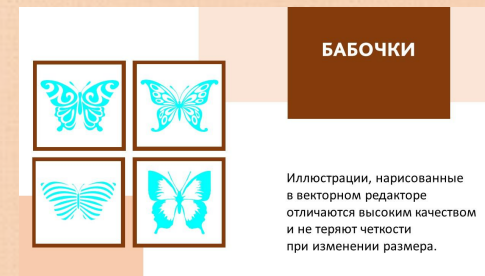 БАБОЧКИ
Иллюстрации, нарисованные
в векторном редакторе
отличаются высоким качеством
и не теряют четкости
при изменении размера.